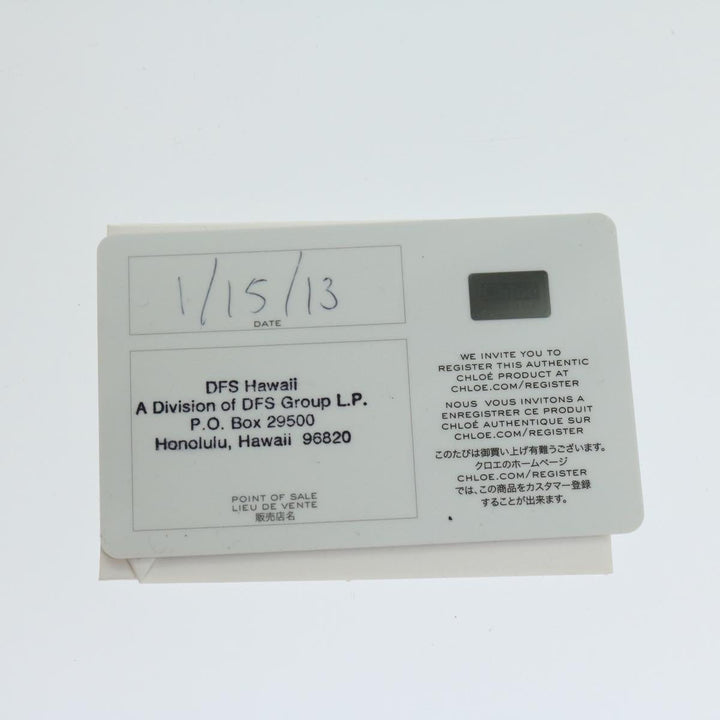 1/15/13
DATE
DFS Hawaii
A Division of DFS Group L.P.
P.O. Box 29500
Honolulu, Hawaii 96820
POINT OF SALE
LIEU DE VENTE
販売店名
WE INVITE YOU TO
REGISTER THIS AUTHENTIC
CHLOÉ PRODUCT AT
CHLOE.COM/REGISTER
NOUS VOUS INVITONS A
ENREGISTRER CE PRODUIT
CHLOÉ AUTHENTIQUE SUR
CHLOE.COM/REGISTER
このたびは御買い上げ有難うございます。
クロエのホームページ
CHLOE.COM/REGISTER
では、この商品をカスタマー登録
することが出来ます。